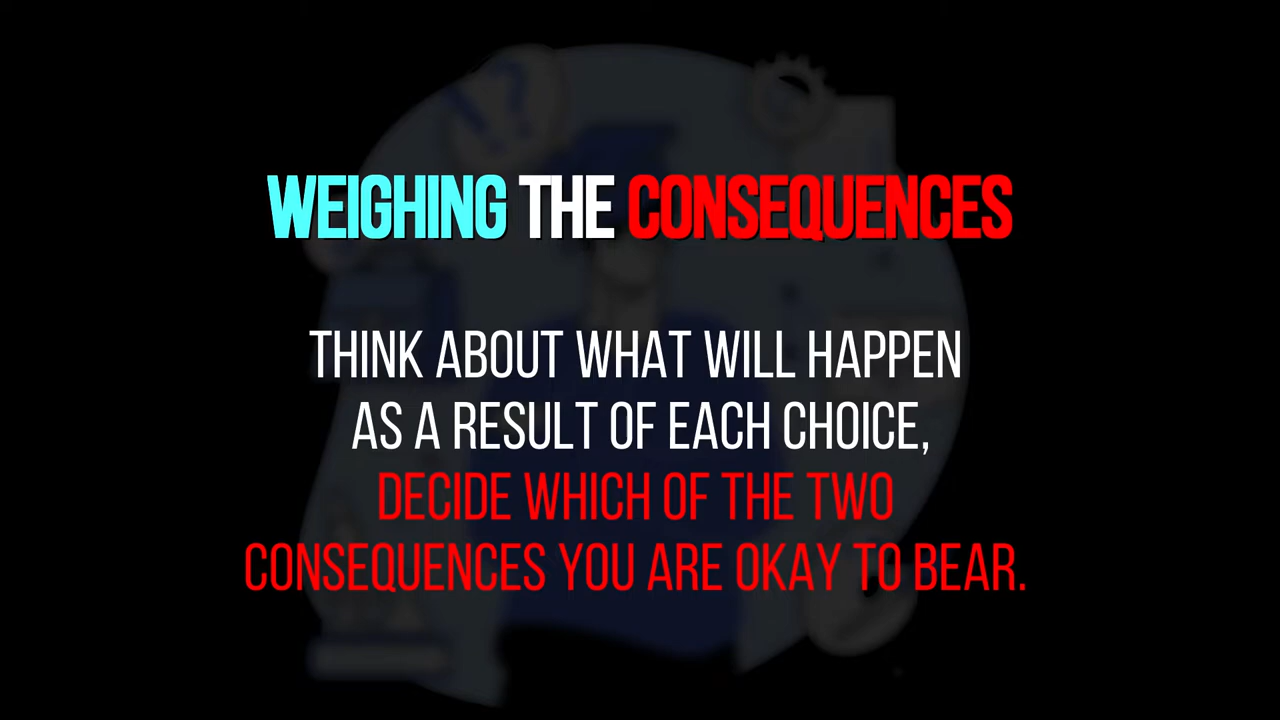 WEIGHING THE CONSEQUENCES
THINK ABOUT WHAT WILL HAPPEN
AS A RESULT OF EACH CHOICE,
DECIDE WHICH OF THE TWO
CONSEQUENCES YOU ARE OKAY TO BEAR.